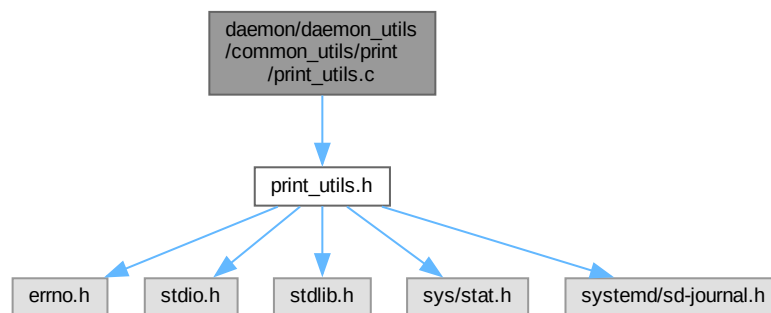 daemon/daemon_utils
/common_utils/print
/print_utils.c
print_utils.h
errno.h
stdio.h
stdlib.h
sys/stat.h
systemd/sd-journal.h